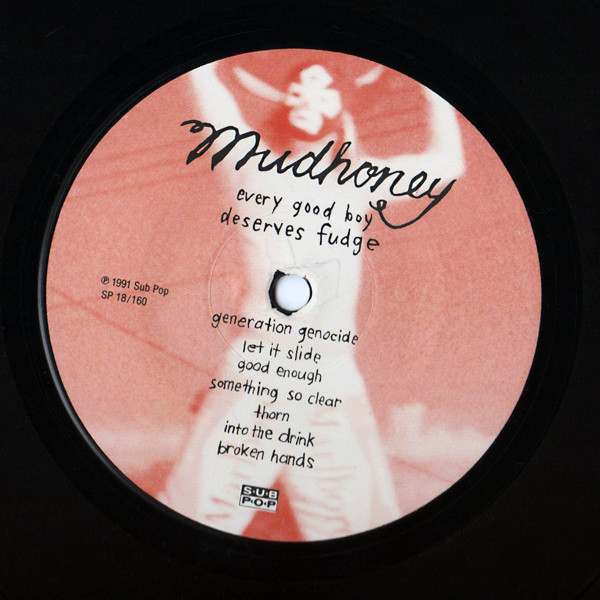 mudhoney
every good boy
deserves fudge
℗ 1991 Sub Pop
SP 18/160
generation genocide
let it slide
good enough
something so clear
thorn
into the drink
broken hands
SUB
POP